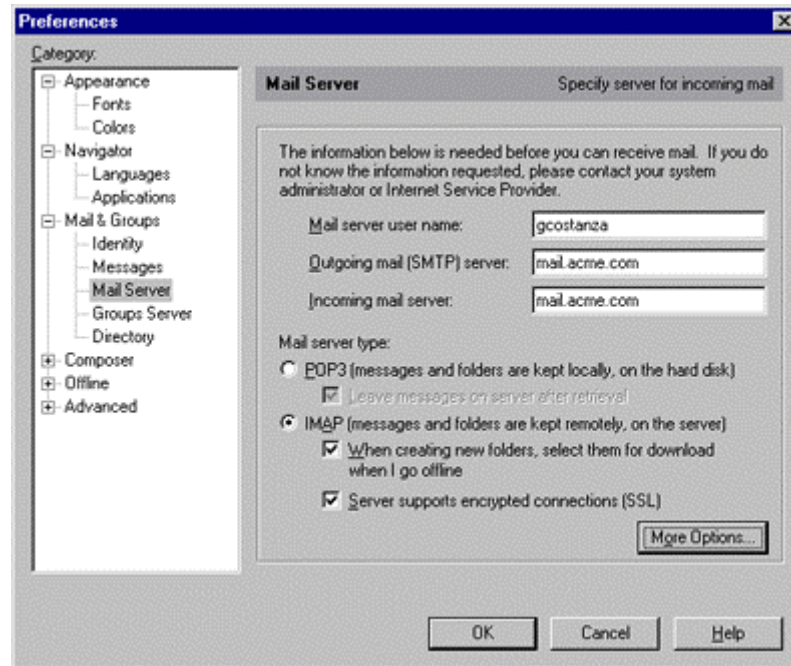 Preferences
Category:
Appearance
Fonts
Colors
Navigator
Languages
Applications
Mail & Groups
Identity
Messages
Mail Server
Groups Server
Directory
Composer
Offline
Advanced
Mail Server Specify server for incoming mail
The information below is needed before you can receive mail. If you do
not know the information requested, please contact your system
administrator or Internet Service Provider.
Mail server user name: gcostanza
Outgoing mail (SMTP) server: mail.acme.com
Incoming mail server: mail.acme.com
Mail server type:
POP3 (messages and folders are kept locally, on the hard disk)
Leave messages on server after retrieval
IMAP (messages and folders are kept remotely, on the server)
When creating new folders, select them for download
when I go offline
Server supports encrypted connections (SSL)
More Options...
OK Cancel Help